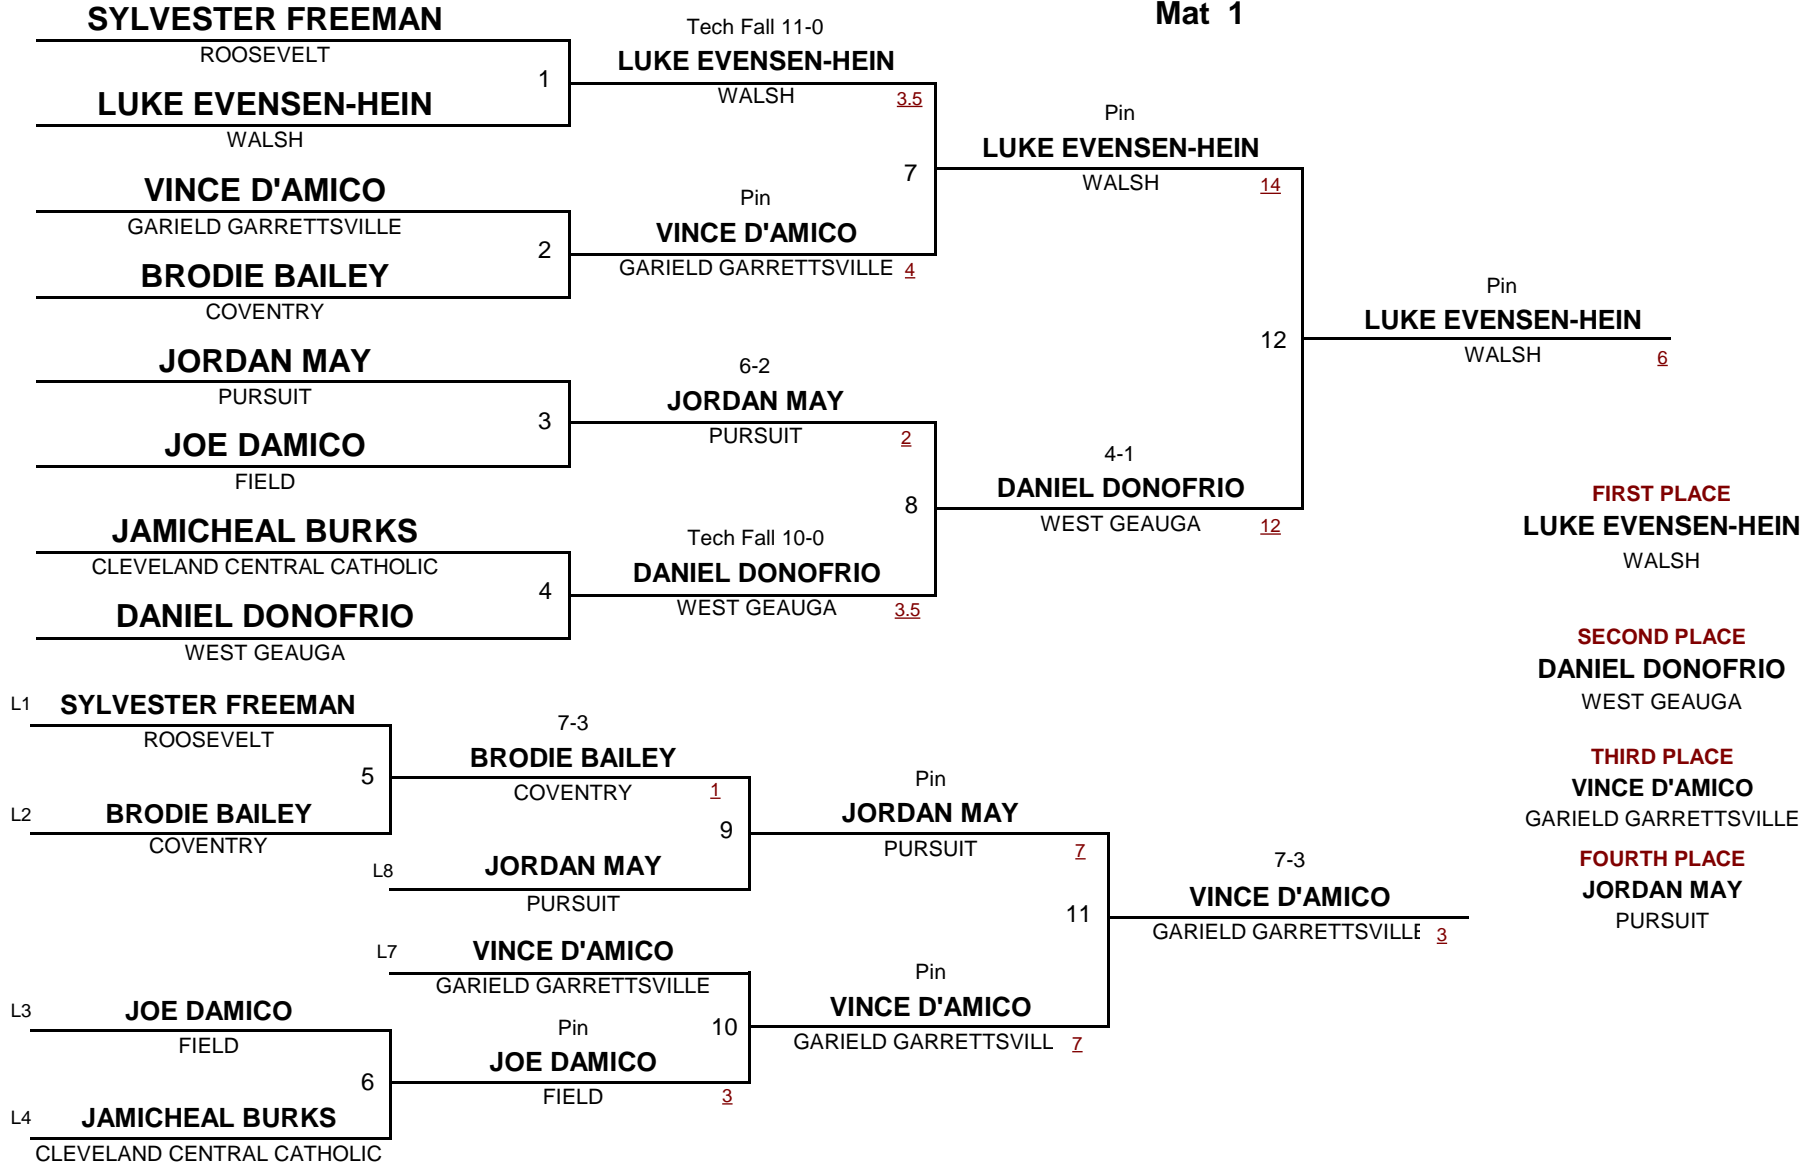 Mat 1
SYLVESTER FREEMAN
ROOSEVELT
1
LUKE EVENSEN-HEIN
WALSH
VINCE D'AMICO
GARIELD GARRETTSVILLE
2
BRODIE BAILEY
COVENTRY
JORDAN MAY
PURSUIT
3
JOE DAMICO
FIELD
JAMICHEAL BURKS
CLEVELAND CENTRAL CATHOLIC
4
DANIEL DONOFRIO
WEST GEAUGA
Tech Fall 11-0
LUKE EVENSEN-HEIN
WALSH 3.5
7
Pin
VINCE D'AMICO
GARIELD GARRETTSVILLE 4
6-2
JORDAN MAY
PURSUIT 2
8
Tech Fall 10-0
DANIEL DONOFRIO
WEST GEAUGA 3.5
Pin
LUKE EVENSEN-HEIN
WALSH 14
12
4-1
DANIEL DONOFRIO
WEST GEAUGA 12
Pin
LUKE EVENSEN-HEIN
WALSH 6
L1 SYLVESTER FREEMAN
ROOSEVELT
5
L2 BRODIE BAILEY
COVENTRY
7-3
BRODIE BAILEY
COVENTRY 1
9
L8 JORDAN MAY
PURSUIT
L7 VINCE D'AMICO
GARIELD GARRETTSVILLE
10
L3 JOE DAMICO
FIELD
6
L4 JAMICHEAL BURKS
CLEVELAND CENTRAL CATHOLIC
Pin
JOE DAMICO
FIELD 3
Pin
JORDAN MAY
PURSUIT 7
11
Pin
VINCE D'AMICO
GARIELD GARRETTSVILL 7
7-3
VINCE D'AMICO
GARIELD GARRETTSVILLE 3
FIRST PLACE
LUKE EVENSEN-HEIN
WALSH
SECOND PLACE
DANIEL DONOFRIO
WEST GEAUGA
THIRD PLACE
VINCE D'AMICO
GARIELD GARRETTSVILLE
FOURTH PLACE
JORDAN MAY
PURSUIT